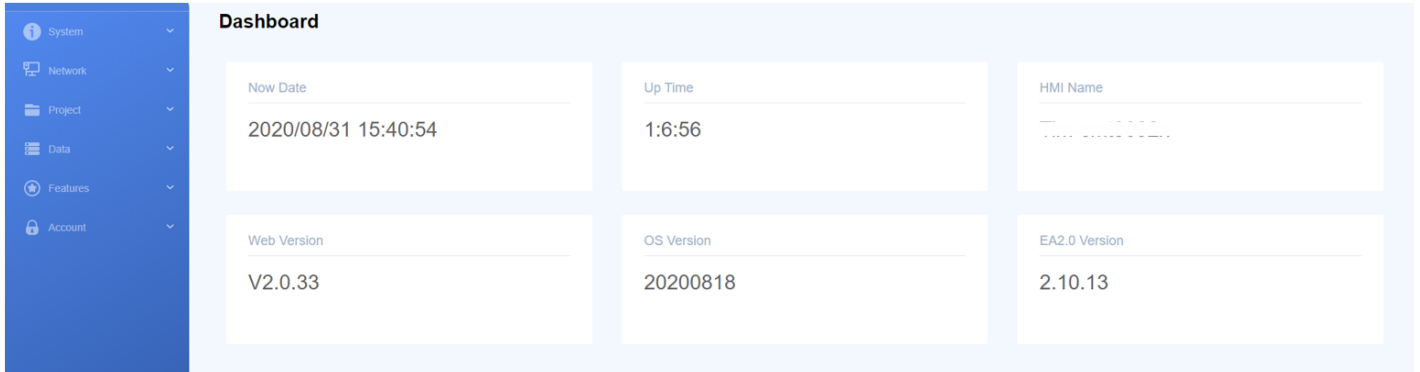 Dashboard
System
Network
Project
Data
Features
Account
Now Date
2020/08/31 15:40:54
Up Time
1:6:56
HMI Name
Web Version
V2.0.33
OS Version
20200818
EA2.0 Version
2.10.13